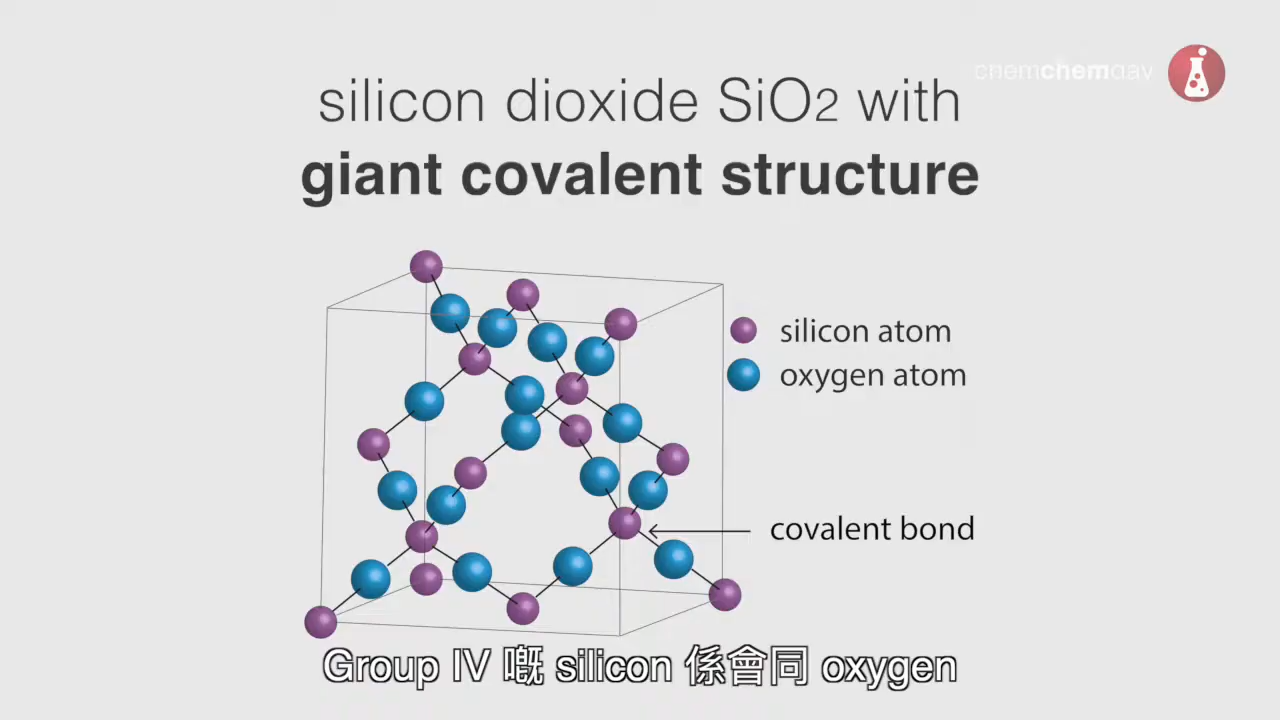 chemchemday
silicon dioxide SiO2 with
giant covalent structure
silicon atom
oxygen atom
covalent bond
Group IV 嘅 silicon 係會同 oxygen